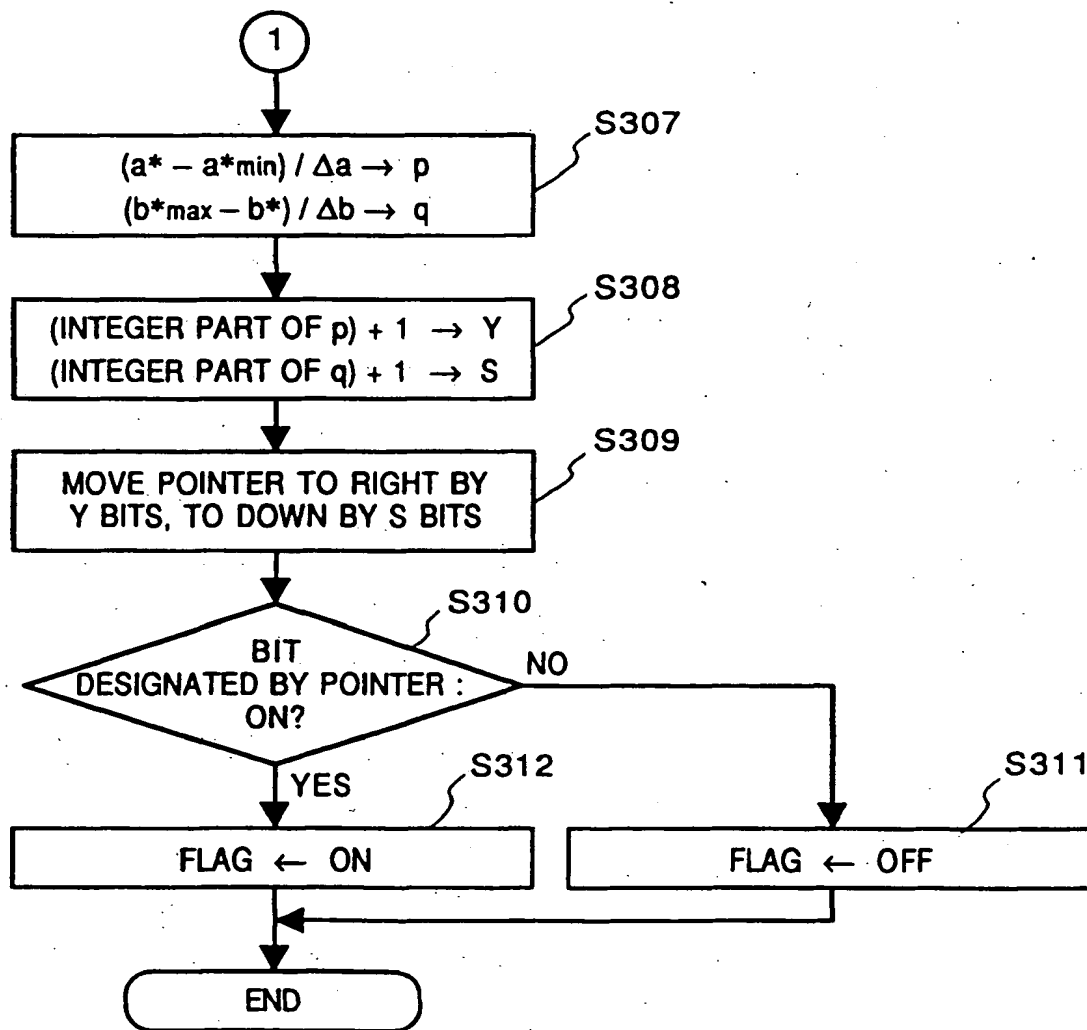 1
S307
(a* − a*min) / Δa → p
(b*max − b*) / Δb → q
S308
(INTEGER PART OF p) + 1 → Y
(INTEGER PART OF q) + 1 → S
S309
MOVE POINTER TO RIGHT BY
Y BITS, TO DOWN BY S BITS
S310
BIT
DESIGNATED BY POINTER :
ON?
NO
YES
S312
S311
FLAG ← ON
FLAG ← OFF
END